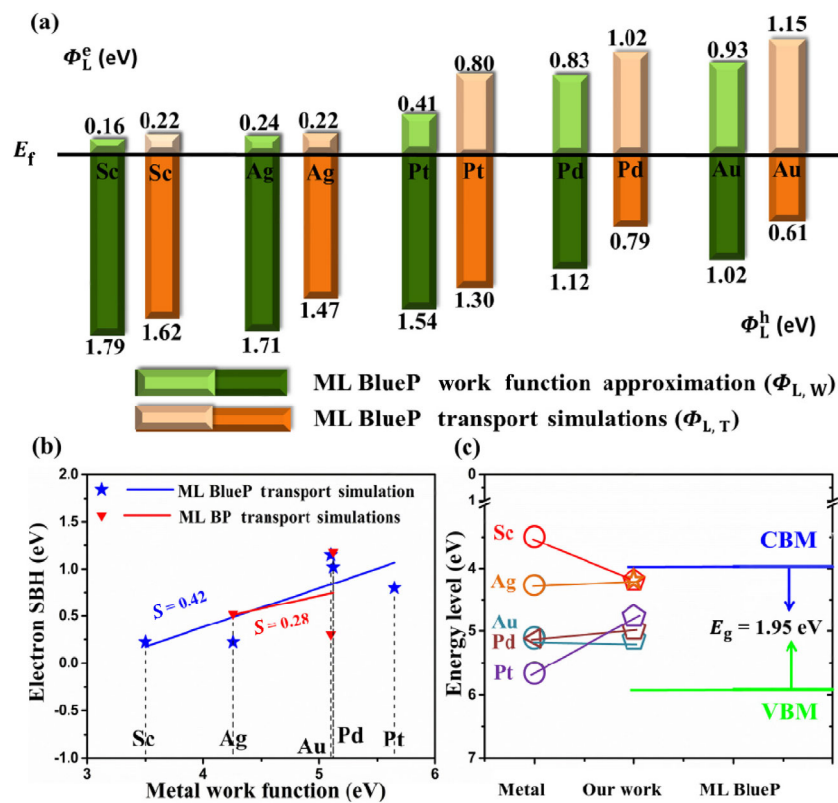 (a)
Φ_L^e (eV)
0.16 0.22 0.24 0.22 0.41 0.80 0.83 1.02 0.93 1.15
E_f
Sc Sc Ag Ag Pt Pt Pd Pd Au Au
1.79 1.62 1.71 1.47 1.54 1.30 1.12 0.79 1.02 0.61
Φ_L^h (eV)
ML BlueP work function approximation (Φ_L, W)
ML BlueP transport simulations (Φ_L, T)
(b)
Electron SBH (eV)
2.0
1.5
1.0
0.5
0.0
-0.5
-1.0
ML BlueP transport simulation
ML BP transport simulations
S = 0.42
S = 0.28
Sc Ag Au Pd Pt
3 4 5 6
Metal work function (eV)
(c)
Energy level (eV)
0
1
4
5
6
7
Sc
Ag
Au
Pd
Pt
CBM
E_g = 1.95 eV
VBM
Metal Our work ML BlueP